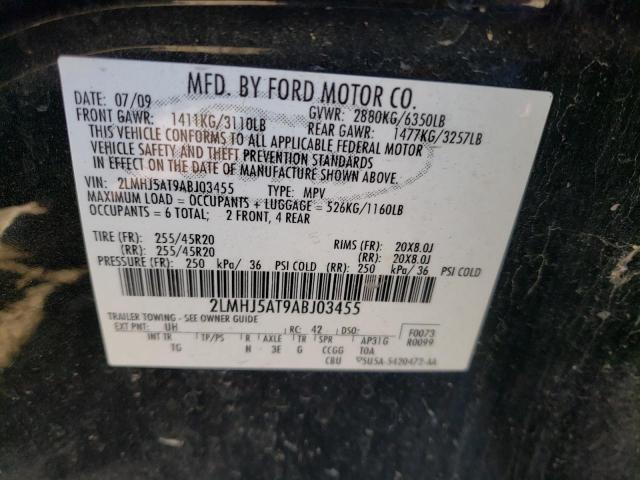 MFD. BY FORD MOTOR CO.
DATE: 07/09 GVWR: 2880KG/6350LB
FRONT GAWR: 1411KG/3110LB REAR GAWR: 1477KG/3257LB
THIS VEHICLE CONFORMS TO ALL APPLICABLE FEDERAL MOTOR
VEHICLE SAFETY AND THEFT PREVENTION STANDARDS
IN EFFECT ON THE DATE OF MANUFACTURE SHOWN ABOVE.
VIN: 2LMHJ5AT9ABJ03455 TYPE: MPV
MAXIMUM LOAD = OCCUPANTS + LUGGAGE = 526KG/1160LB
OCCUPANTS = 6 TOTAL; 2 FRONT, 4 REAR
TIRE (FR): 255/45R20 RIMS (FR): 20X8.0J
(RR): 255/45R20 (RR): 20X8.0J
PRESSURE (FR): 250 kPa/ 36 PSI COLD (RR): 250 kPa/ 36 PSI COLD
2LMHJ5AT9ABJ03455
TRAILER TOWING - SEE OWNER GUIDE
EXT PNT: UH RC: 42 DSO: F0073
INT TR TP/PS R AXLE TR SPR AP31G R0099
TG N 3E G CCGG TOA
CBU 5U5A-5420472-AA